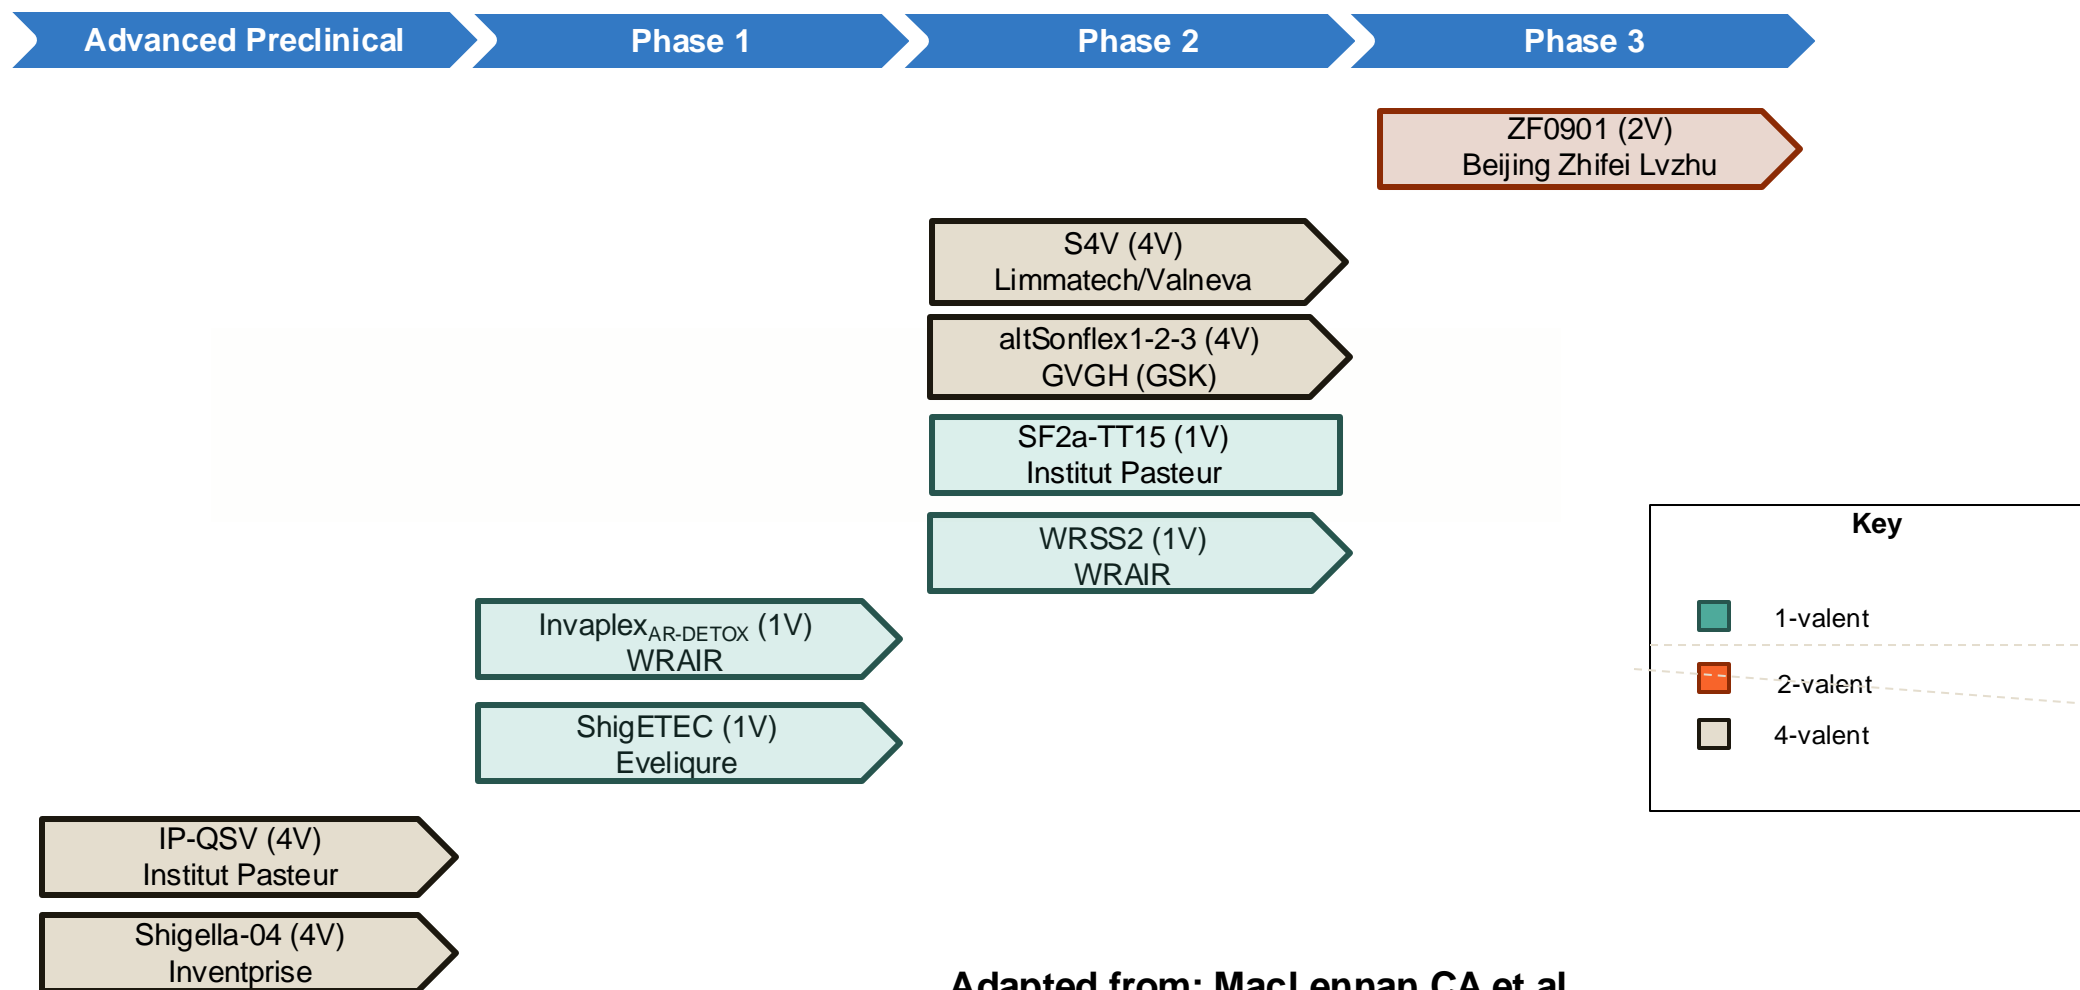 Advanced Preclinical
Phase 1
Phase 2
Phase 3
ZF0901 (2V)
Beijing Zhifei Lvzhu
S4V (4V)
Limmatech/Valneva
altSonflex1-2-3 (4V)
GVGH (GSK)
SF2a-TT15 (1V)
Institut Pasteur
WRSS2 (1V)
WRAIR
Invaplex AR-DETOX (1V)
WRAIR
ShigETEC (1V)
Eveliqure
IP-QSV (4V)
Institut Pasteur
Shigella-04 (4V)
Inventprise
Key
1-valent
2-valent
4-valent
Adapted from: MacLennan CA et al